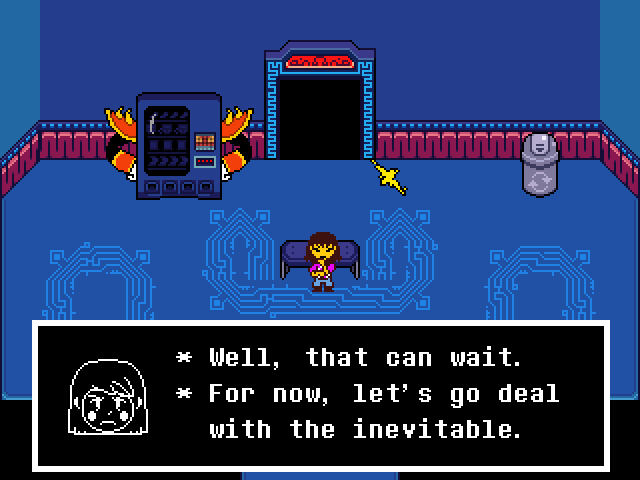 * Well, that can wait.
* For now, let's go deal
with the inevitable.